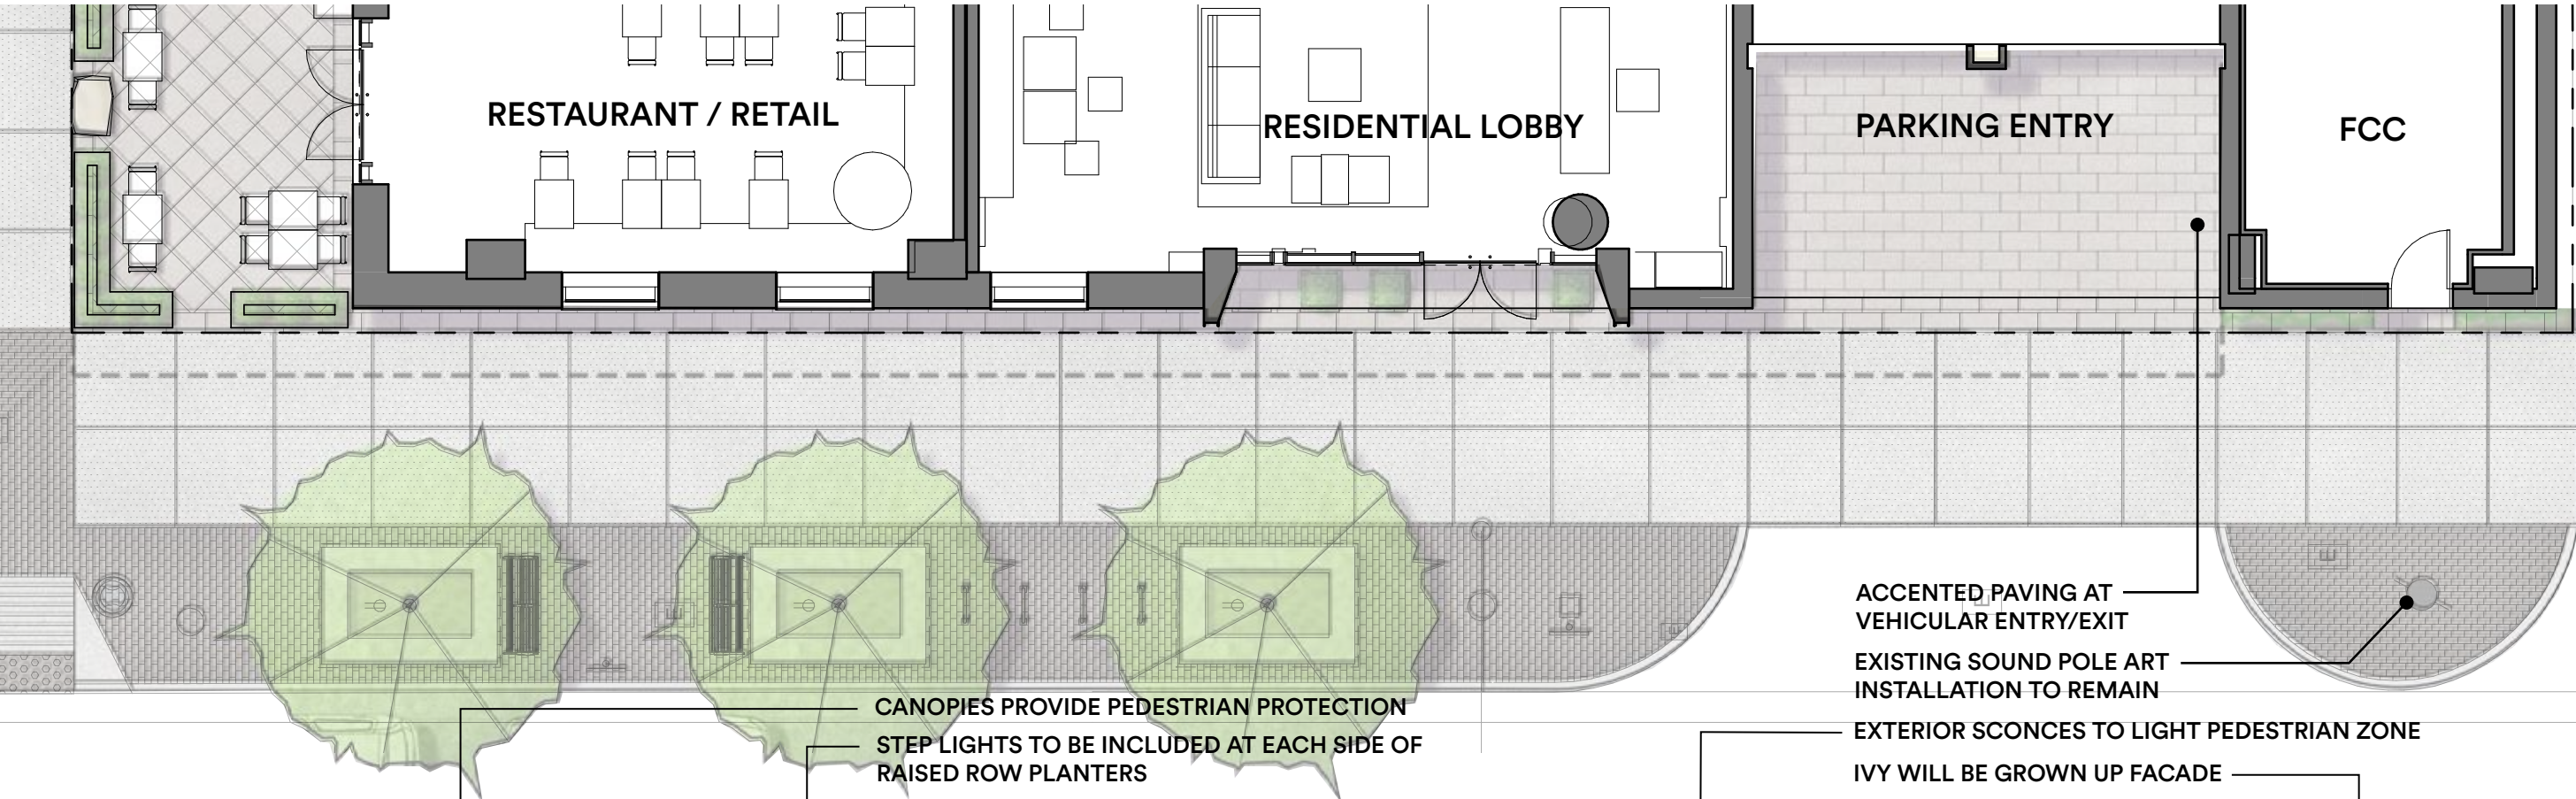 RESTAURANT / RETAIL
RESIDENTIAL LOBBY
PARKING ENTRY
FCC
ACCENTED PAVING AT
VEHICULAR ENTRY/EXIT
EXISTING SOUND POLE ART
INSTALLATION TO REMAIN
CANOPIES PROVIDE PEDESTRIAN PROTECTION
STEP LIGHTS TO BE INCLUDED AT EACH SIDE OF
RAISED ROW PLANTERS
EXTERIOR SCONCES TO LIGHT PEDESTRIAN ZONE
IVY WILL BE GROWN UP FACADE